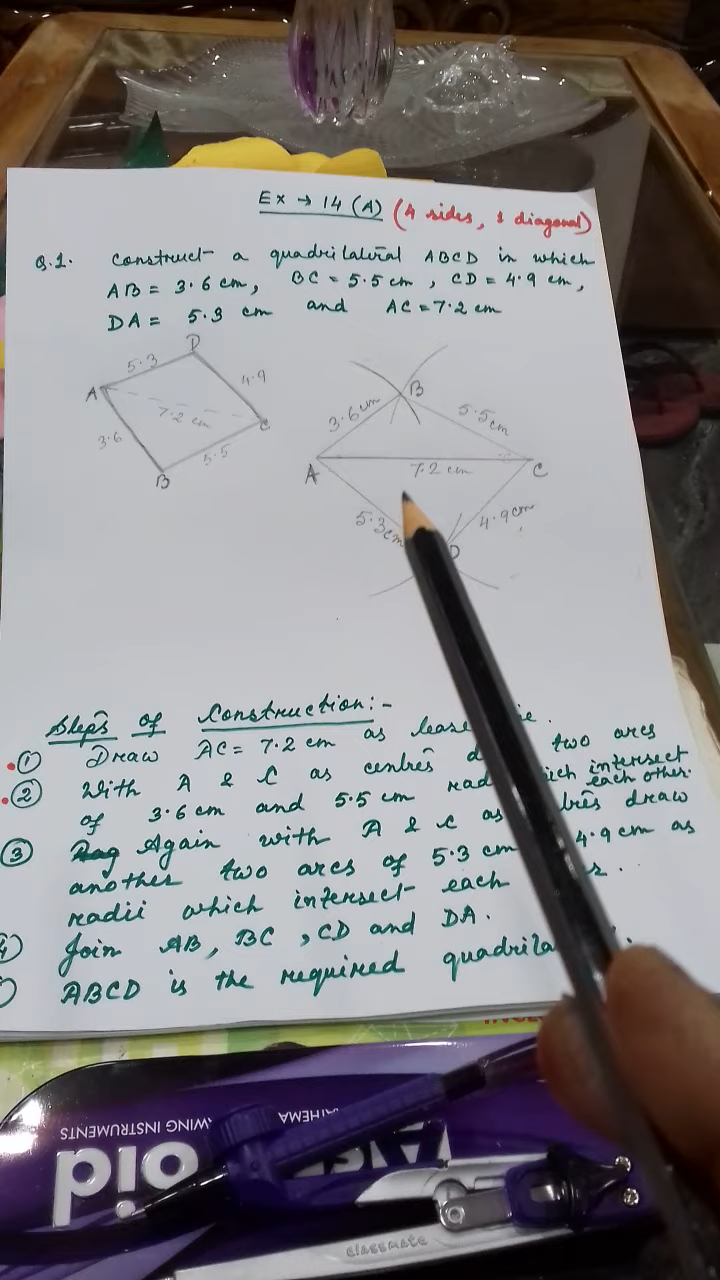 Ex → 14 (A) (4 sides, 1 diagonal)
Q.1. Construct a quadrilateral ABCD in which
AB = 3.6 cm, BC = 5.5 cm, CD = 4.9 cm,
DA = 5.3 cm and AC = 7.2 cm
D
5.3
4.9
A
7.2 cm
C
3.6
5.5
B
B
3.6 cm
5.5 cm
A
7.2 cm
C
5.3 cm
4.9 cm
D
Steps of Construction:-
① Draw AC = 7.2 cm as
② With A & C as centres two arcs
of 3.6 cm and 5.5 cm intersect
each other.
③ Again with A & C as draw
another two arcs of 5.3 cm 4.9 cm as
radii which intersect each
Join AB, BC, CD and DA.
ABCD is the required
WING INSTRUMENTS
oid
classmate